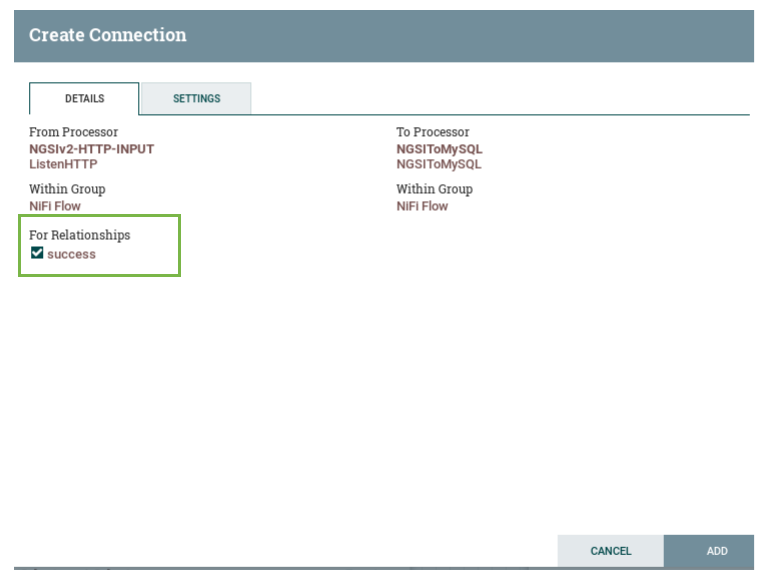 Create Connection
DETAILS
SETTINGS
From Processor
NGSIv2-HTTP-INPUT
ListenHTTP
To Processor
NGSIToMySQL
NGSIToMySQL
Within Group
NiFi Flow
Within Group
NiFi Flow
For Relationships
success
CANCEL
ADD